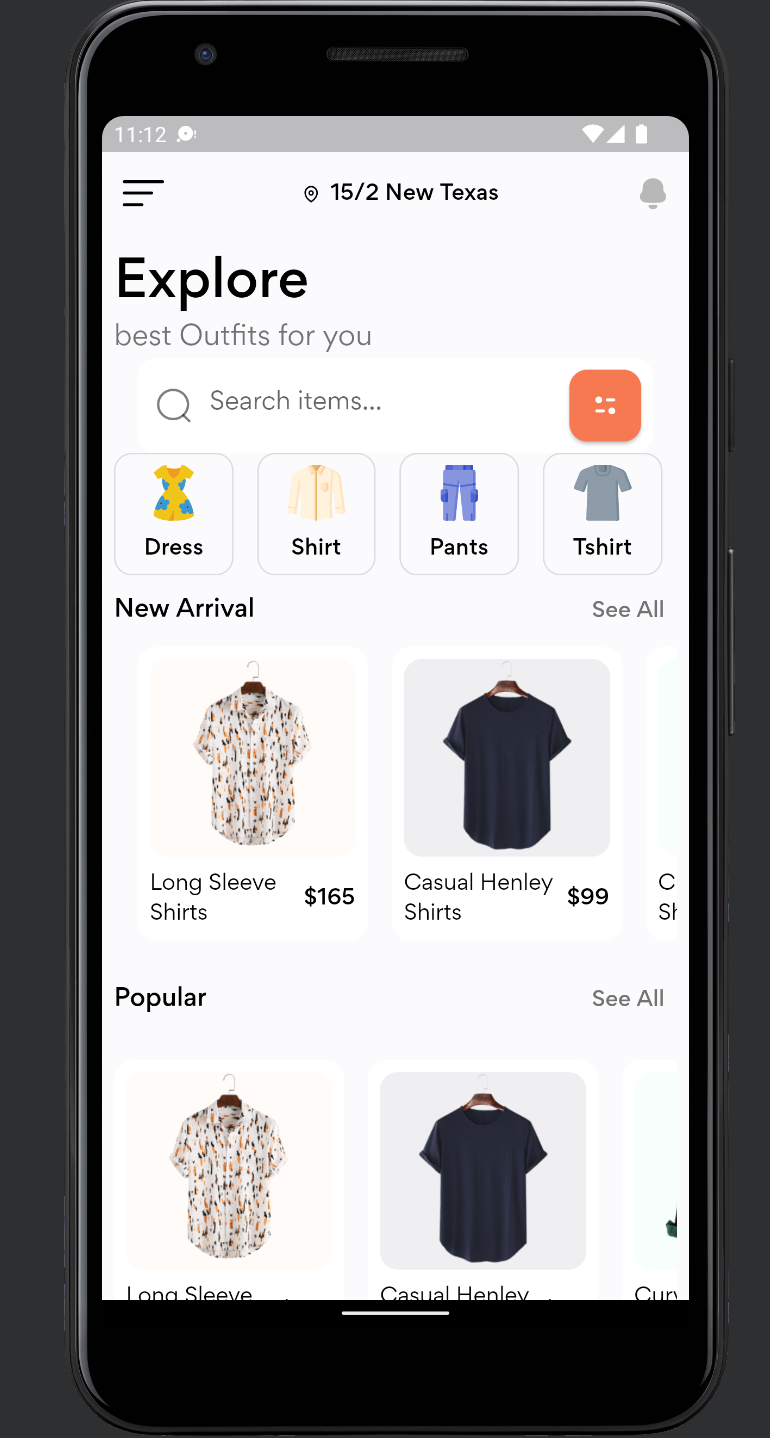 11:12
15/2 New Texas
Explore
best Outfits for you
Search items...
Dress Shirt Pants Tshirt
New Arrival See All
Long Sleeve Casual Henley C
Shirts $165 Shirts $99 Sh
Popular See All
Long Sleeve Casual Henley Curv